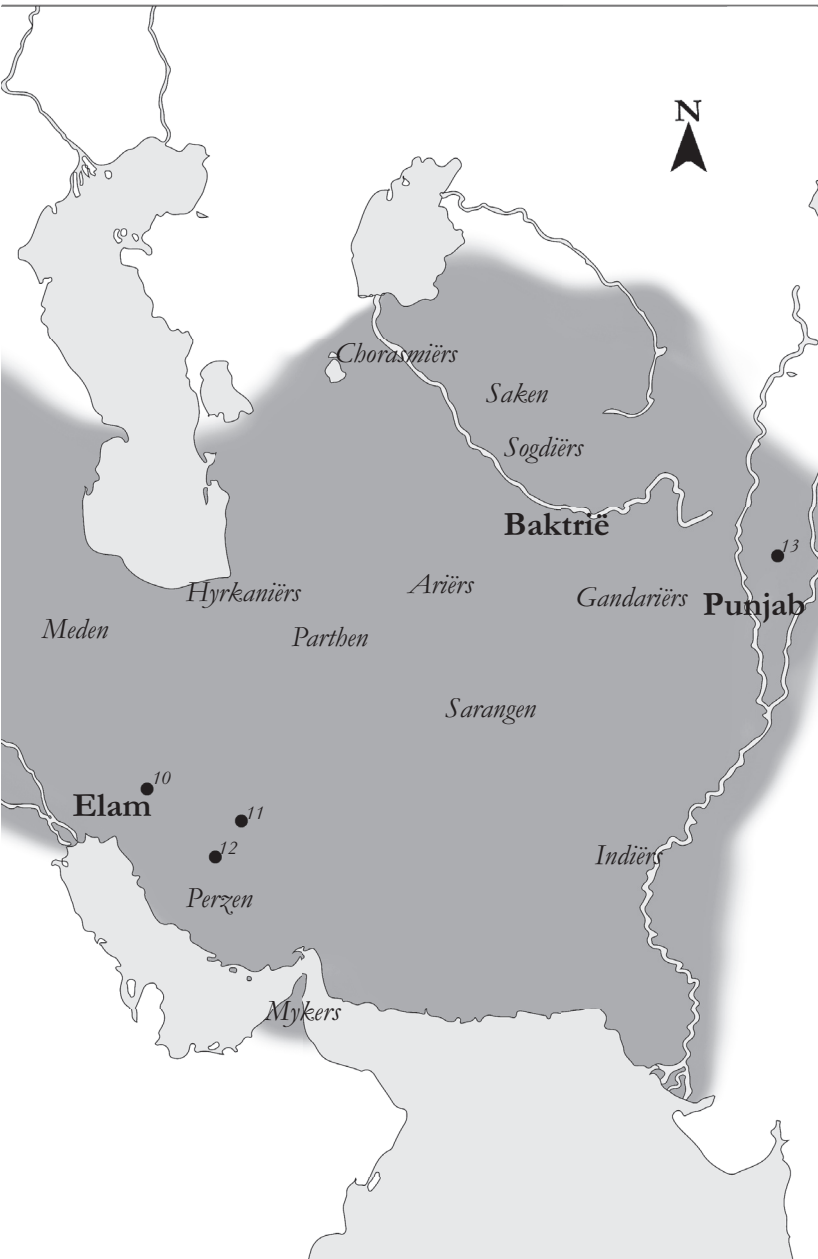 N
Chorasmiërs
Saken
Sogdiërs
Baktrië
13
Ariërs
Hyrkaniërs
Gandariërs
Punjab
Meden
Parthen
Sarangen
10
Elam
11
12
Indiërs
Perzen
Mykers